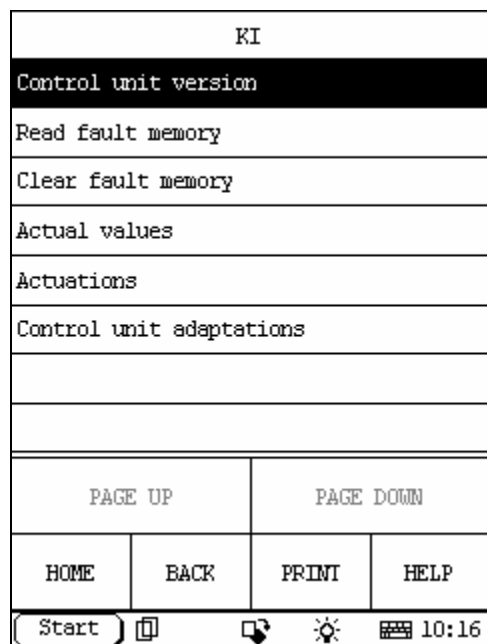 KI
Control unit version
Read fault memory
Clear fault memory
Actual values
Actuations
Control unit adaptations
PAGE UP PAGE DOWN
HOME BACK PRINT HELP
Start 10:16